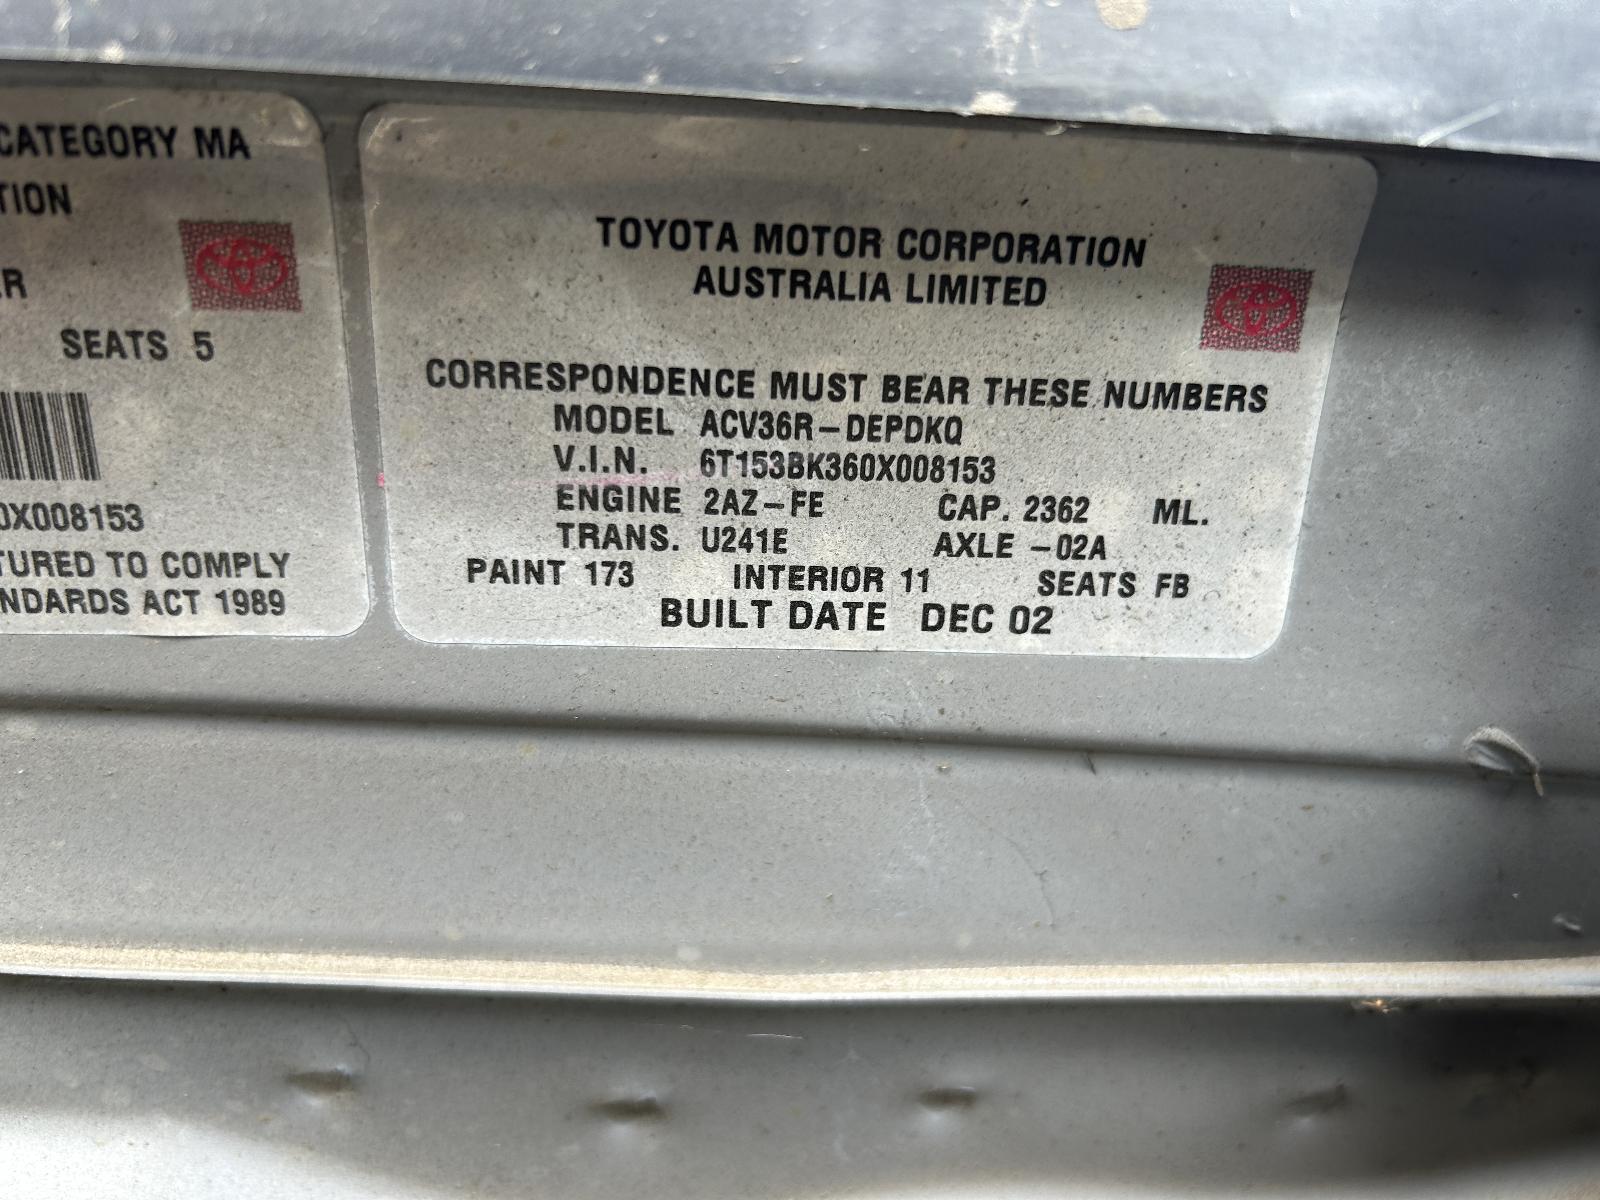 CATEGORY MA
TION
ER
SEATS 5
0X008153
TURED TO COMPLY
NDARDS ACT 1989
TOYOTA MOTOR CORPORATION
AUSTRALIA LIMITED
CORRESPONDENCE MUST BEAR THESE NUMBERS
MODEL ACV36R-DEPDKQ
V.I.N. 6T153BK360X008153
ENGINE 2AZ-FE CAP. 2362 ML.
TRANS. U241E AXLE -02A
PAINT 173 INTERIOR 11 SEATS FB
BUILT DATE DEC 02